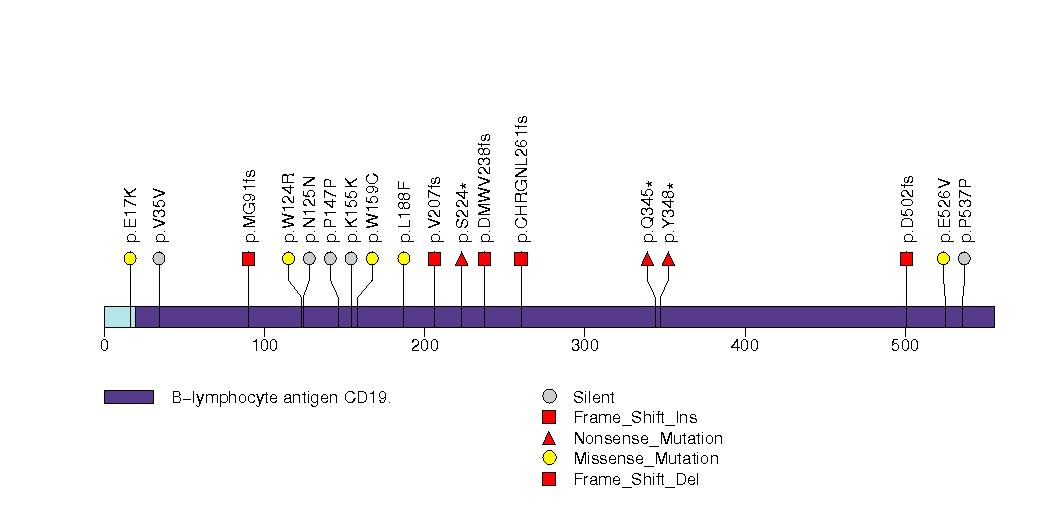 p.E17K
p.V35V
p.MG91fs
p.W124R
p.N125N
p.P147P
p.K155K
p.W159C
p.L188F
p.V207fs
p.S224*
p.DMWV238fs
p.CHRGNL261fs
p.Q345*
p.Y348*
p.D502fs
p.E526V
p.P537P
0 100 200 300 400 500
B-lymphocyte antigen CD19.
Silent
Frame_Shift_Ins
Nonsense_Mutation
Missense_Mutation
Frame_Shift_Del